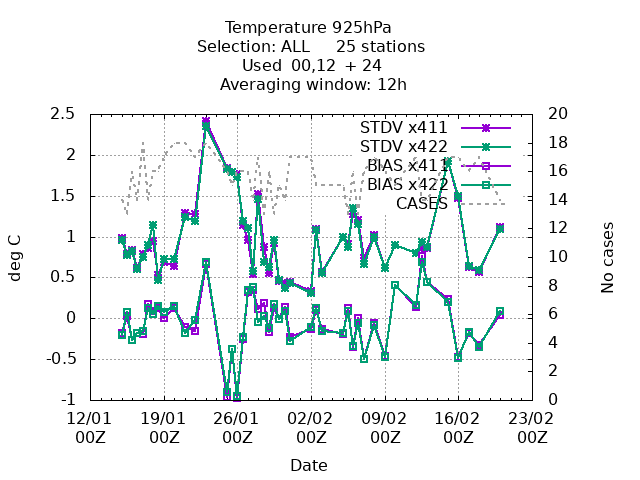 Temperature 925hPa
Selection: ALL 25 stations
Used 00,12 + 24
Averaging window: 12h
STDV x411
STDV x422
BIAS x411
BIAS x422
CASES
deg C
2.5
2
1.5
1
0.5
0
-0.5
-1
20
18
16
14
12
10
8
6
4
2
0
No cases
12/01 19/01 26/01 02/02 09/02 16/02 23/02
00Z 00Z 00Z 00Z 00Z 00Z 00Z
Date